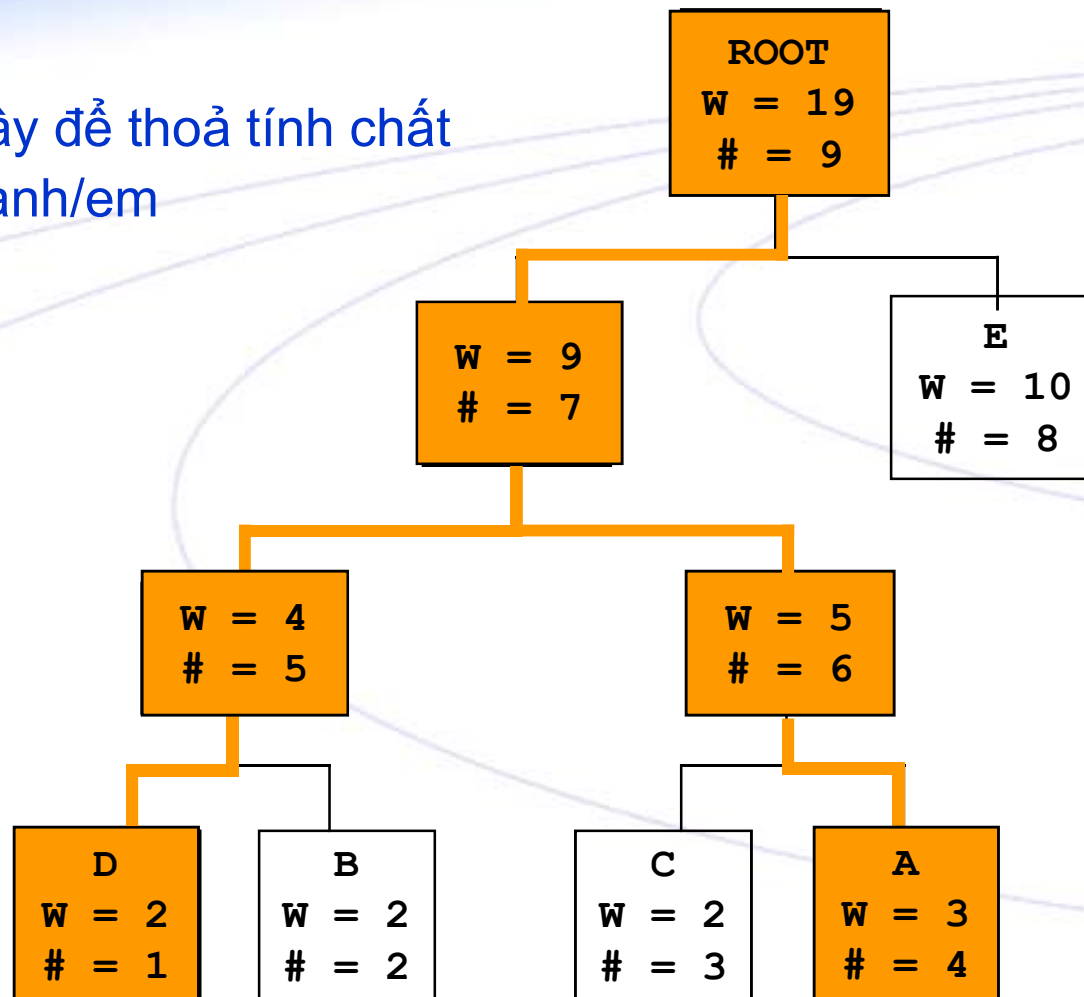 ây để thoả tính chất
anh/em
ROOT
W = 19
# = 9
W = 9
# = 7
E
W = 10
# = 8
W = 4
# = 5
W = 5
# = 6
D
W = 2
# = 1
B
W = 2
# = 2
C
W = 2
# = 3
A
W = 3
# = 4